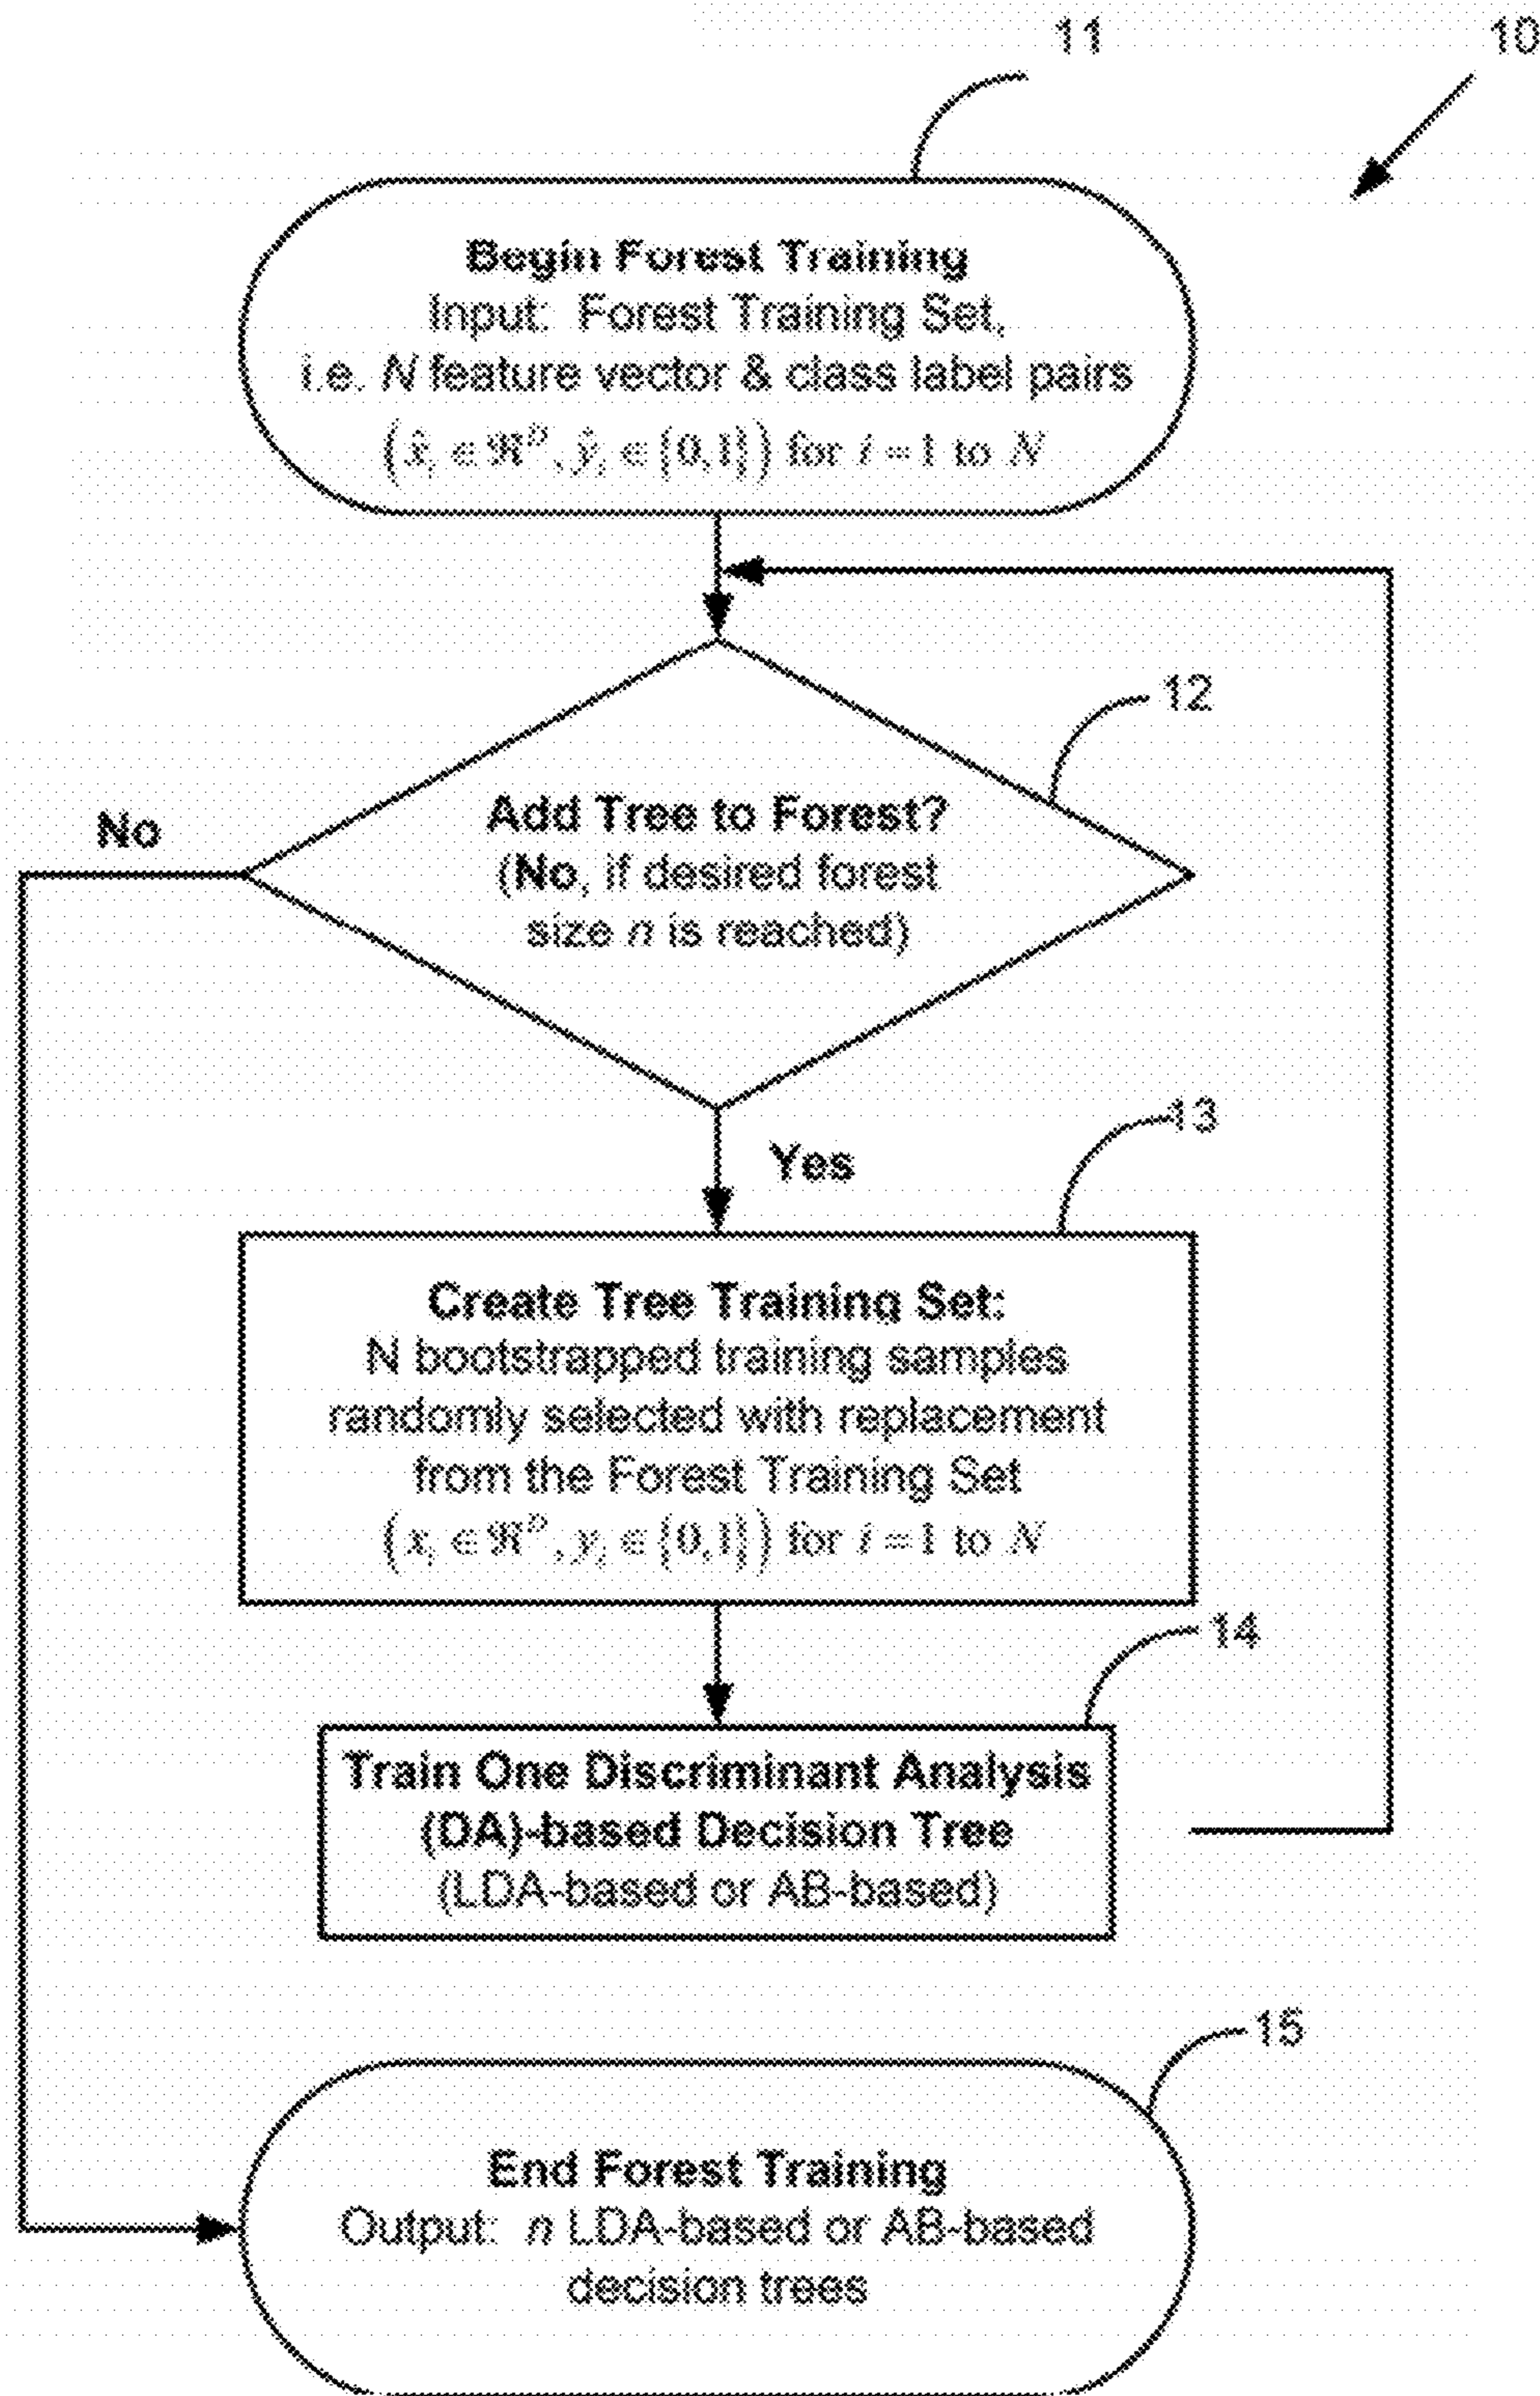 11
10
Begin Forest Training
Input: Forest Training Set,
i.e. N feature vector & class label pairs
(x̂ᵢ ∈ ℜᴰ, ŷᵢ ∈ {0,1}) for i = 1 to N
12
Add Tree to Forest?
(No, if desired forest
size n is reached)
No
13
Yes
Create Tree Training Set:
N bootstrapped training samples
randomly selected with replacement
from the Forest Training Set
(xᵢ ∈ ℜᴰ, yᵢ ∈ {0,1}) for i = 1 to N
14
Train One Discriminant Analysis
(DA)-based Decision Tree
(LDA-based or AB-based)
15
End Forest Training
Output: n LDA-based or AB-based
decision trees